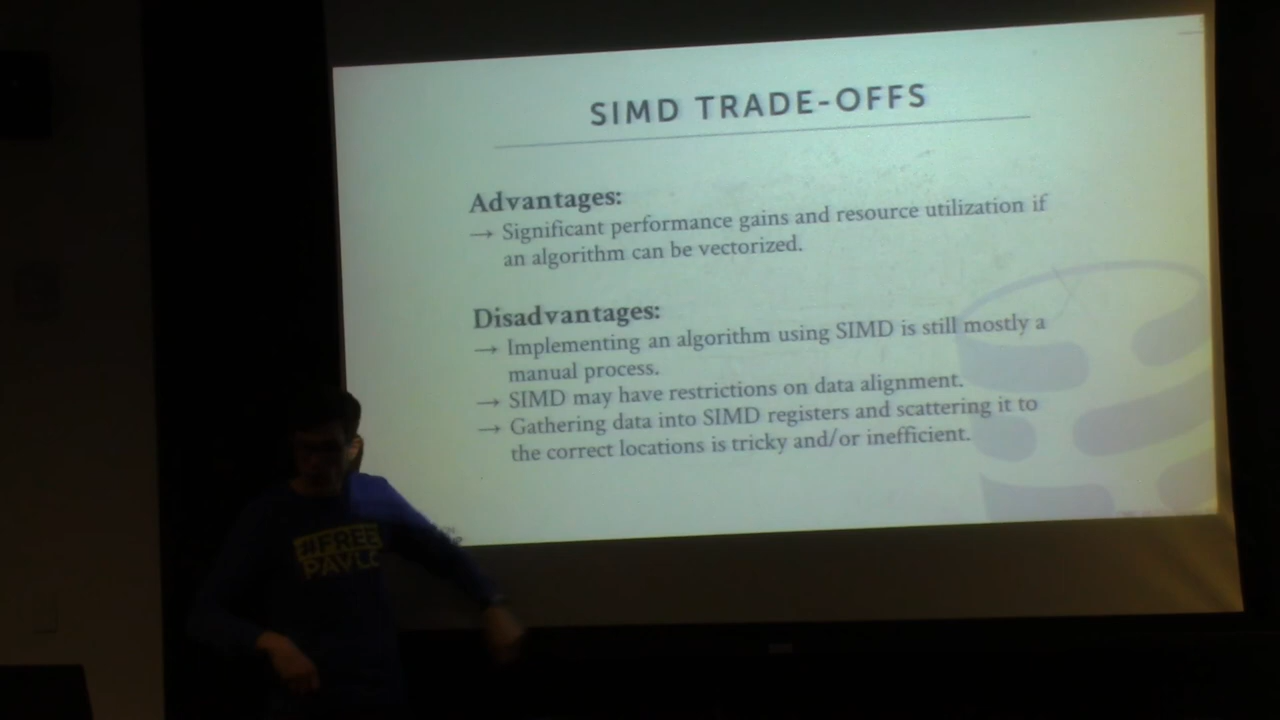 SIMD TRADE-OFFS
Advantages:
→ Significant performance gains and resource utilization if
an algorithm can be vectorized.
Disadvantages:
→ Implementing an algorithm using SIMD is still mostly a
manual process.
→ SIMD may have restrictions on data alignment.
→ Gathering data into SIMD registers and scattering it to
the correct locations is tricky and/or inefficient.
#FREE